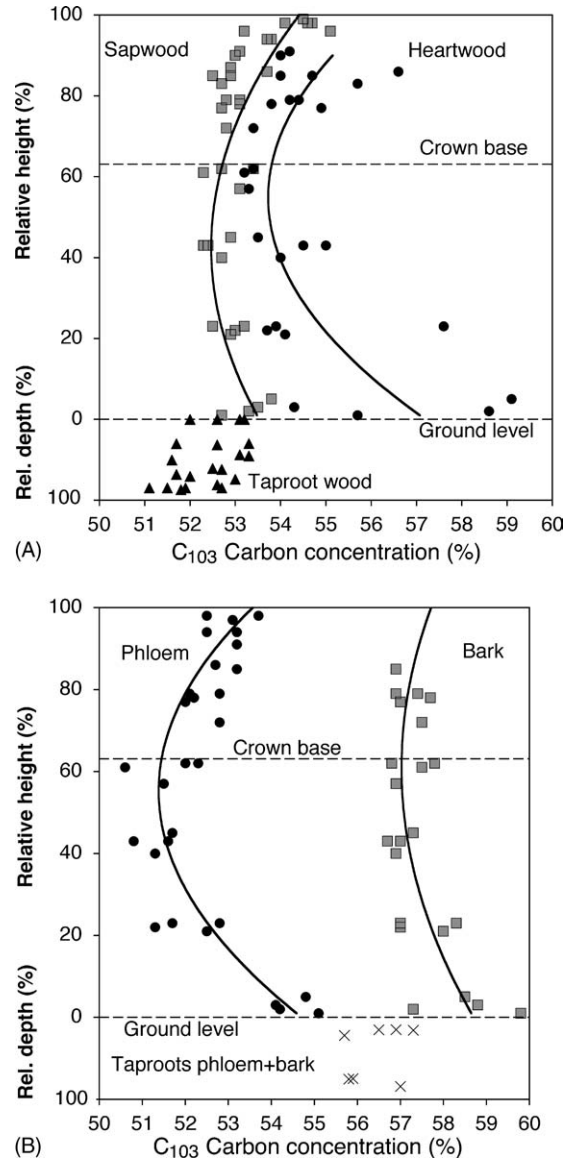 100
Sapwood
Heartwood
80
Relative height (%)
Crown base
60
40
20
0
Ground level
Rel. depth (%)
Taproot wood
100
50 51 52 53 54 55 56 57 58 59 60
(A)
C103 Carbon concentration (%)
100
Phloem
Bark
80
Relative height (%)
Crown base
60
40
20
0
Ground level
Rel. depth (%)
Taproots phloem+bark
100
50 51 52 53 54 55 56 57 58 59 60
(B)
C103 Carbon concentration (%)